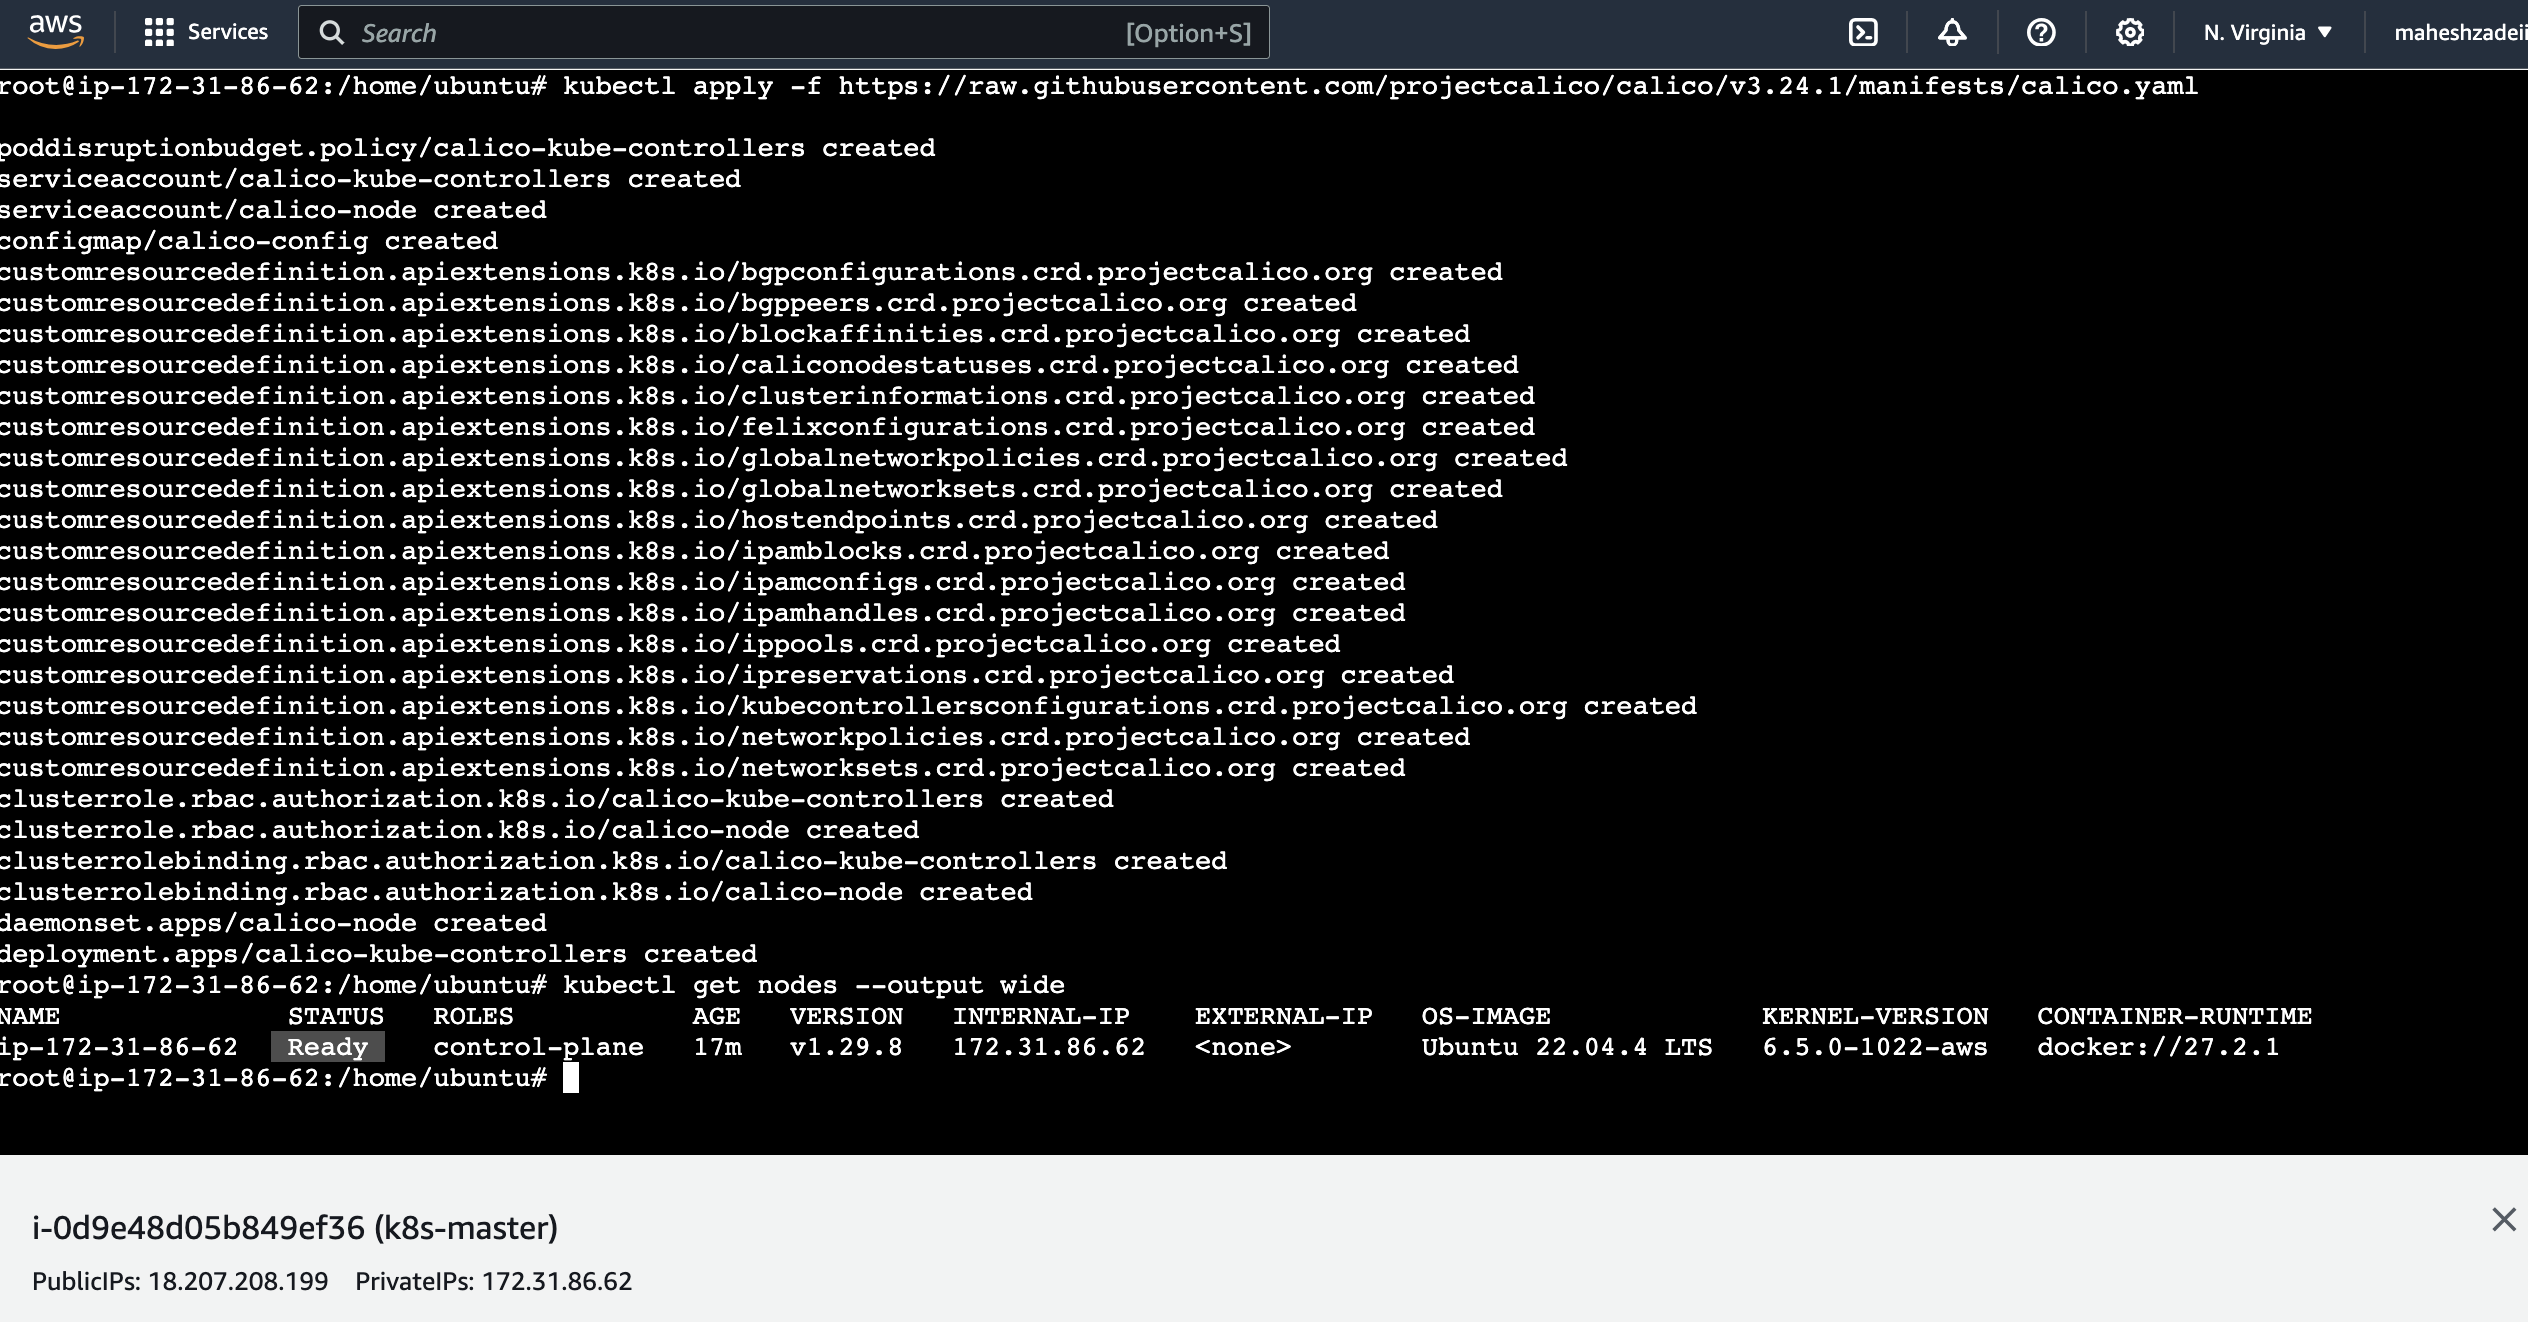 aws Services Search [Option+S] N. Virginia maheshzadeii
root@ip-172-31-86-62:/home/ubuntu# kubectl apply -f https://raw.githubusercontent.com/projectcalico/calico/v3.24.1/manifests/calico.yaml
poddisruptionbudget.policy/calico-kube-controllers created
serviceaccount/calico-kube-controllers created
serviceaccount/calico-node created
configmap/calico-config created
customresourcedefinition.apiextensions.k8s.io/bgpconfigurations.crd.projectcalico.org created
customresourcedefinition.apiextensions.k8s.io/bgppeers.crd.projectcalico.org created
customresourcedefinition.apiextensions.k8s.io/blockaffinities.crd.projectcalico.org created
customresourcedefinition.apiextensions.k8s.io/caliconodestatuses.crd.projectcalico.org created
customresourcedefinition.apiextensions.k8s.io/clusterinformations.crd.projectcalico.org created
customresourcedefinition.apiextensions.k8s.io/felixconfigurations.crd.projectcalico.org created
customresourcedefinition.apiextensions.k8s.io/globalnetworkpolicies.crd.projectcalico.org created
customresourcedefinition.apiextensions.k8s.io/globalnetworksets.crd.projectcalico.org created
customresourcedefinition.apiextensions.k8s.io/hostendpoints.crd.projectcalico.org created
customresourcedefinition.apiextensions.k8s.io/ipamblocks.crd.projectcalico.org created
customresourcedefinition.apiextensions.k8s.io/ipamconfigs.crd.projectcalico.org created
customresourcedefinition.apiextensions.k8s.io/ipamhandles.crd.projectcalico.org created
customresourcedefinition.apiextensions.k8s.io/ippools.crd.projectcalico.org created
customresourcedefinition.apiextensions.k8s.io/ipreservations.crd.projectcalico.org created
customresourcedefinition.apiextensions.k8s.io/kubecontrollersconfigurations.crd.projectcalico.org created
customresourcedefinition.apiextensions.k8s.io/networkpolicies.crd.projectcalico.org created
customresourcedefinition.apiextensions.k8s.io/networksets.crd.projectcalico.org created
clusterrole.rbac.authorization.k8s.io/calico-kube-controllers created
clusterrole.rbac.authorization.k8s.io/calico-node created
clusterrolebinding.rbac.authorization.k8s.io/calico-kube-controllers created
clusterrolebinding.rbac.authorization.k8s.io/calico-node created
daemonset.apps/calico-node created
deployment.apps/calico-kube-controllers created
root@ip-172-31-86-62:/home/ubuntu# kubectl get nodes --output wide
NAME STATUS ROLES AGE VERSION INTERNAL-IP EXTERNAL-IP OS-IMAGE KERNEL-VERSION CONTAINER-RUNTIME
ip-172-31-86-62 Ready control-plane 17m v1.29.8 172.31.86.62 <none> Ubuntu 22.04.4 LTS 6.5.0-1022-aws docker://27.2.1
root@ip-172-31-86-62:/home/ubuntu#
i-0d9e48d05b849ef36 (k8s-master)
PublicIPs: 18.207.208.199 PrivateIPs: 172.31.86.62